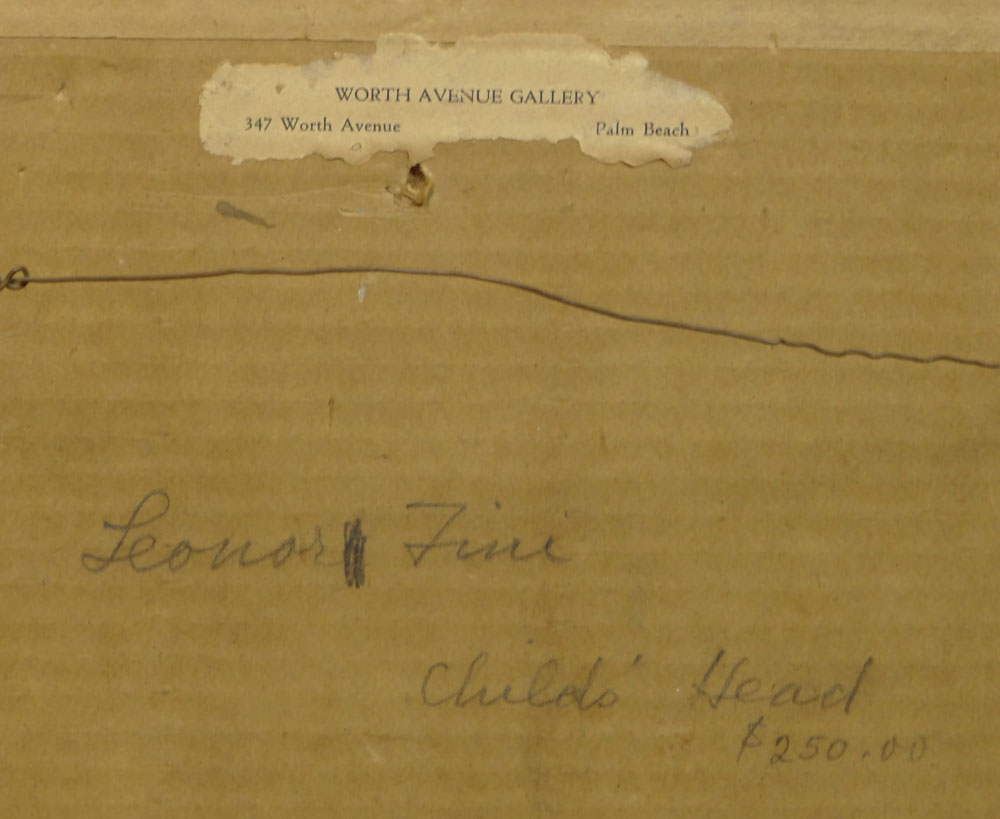 WORTH AVENUE GALLERY
347 Worth Avenue Palm Beach
Leonor Fini
Childs' Head
$250.00